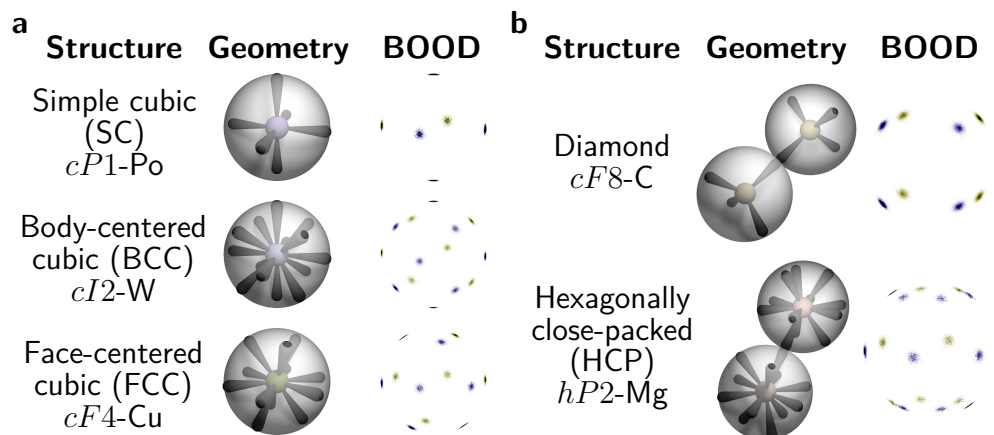 a
Structure Geometry BOOD
Simple cubic
(SC)
cP1-Po
Body-centered
cubic (BCC)
cI2-W
Face-centered
cubic (FCC)
cF4-Cu
b
Structure Geometry BOOD
Diamond
cF8-C
Hexagonally
close-packed
(HCP)
hP2-Mg